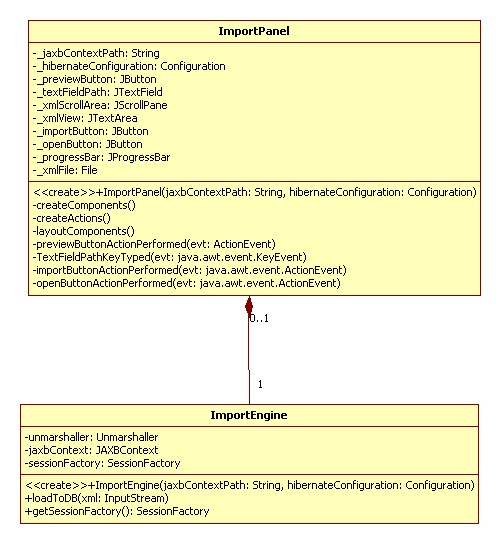 ImportPanel
-_jaxbContextPath: String
-_hibernateConfiguration: Configuration
-_previewButton: JButton
-_textFieldPath: JTextField
-_xmlScrollArea: JScrollPane
-_xmlView: JTextArea
-_importButton: JButton
-_openButton: JButton
-_progressBar: JProgressBar
-_xmlFile: File
<<create>>+ImportPanel(jaxbContextPath: String, hibernateConfiguration: Configuration)
-createComponents()
-createActions()
-layoutComponents()
-previewButtonActionPerformed(evt: ActionEvent)
-TextFieldPathKeyTyped(evt: java.awt.event.KeyEvent)
-importButtonActionPerformed(evt: java.awt.event.ActionEvent)
-openButtonActionPerformed(evt: java.awt.event.ActionEvent)
0..1
1
ImportEngine
-unmarshaller: Unmarshaller
-jaxbContext: JAXBContext
-sessionFactory: SessionFactory
<<create>>+ImportEngine(jaxbContextPath: String, hibernateConfiguration: Configuration)
+loadToDB(xml: InputStream)
+getSessionFactory(): SessionFactory